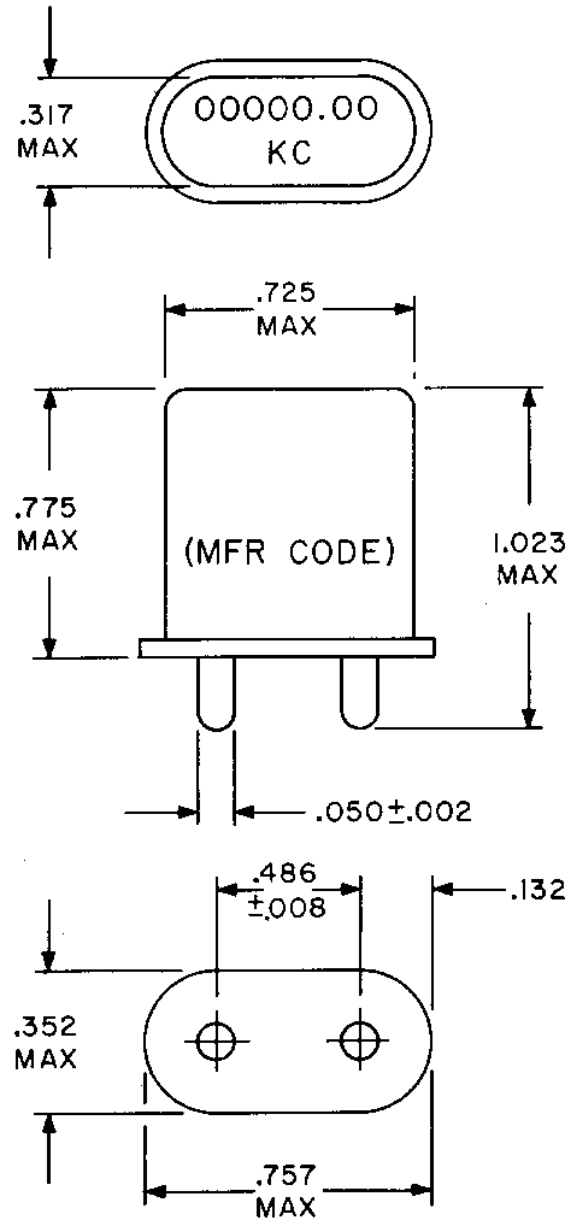 .317
MAX
00000.00
KC
.725
MAX
.775
MAX
(MFR CODE)
1.023
MAX
.050±.002
.486
±.008
.132
.352
MAX
.757
MAX